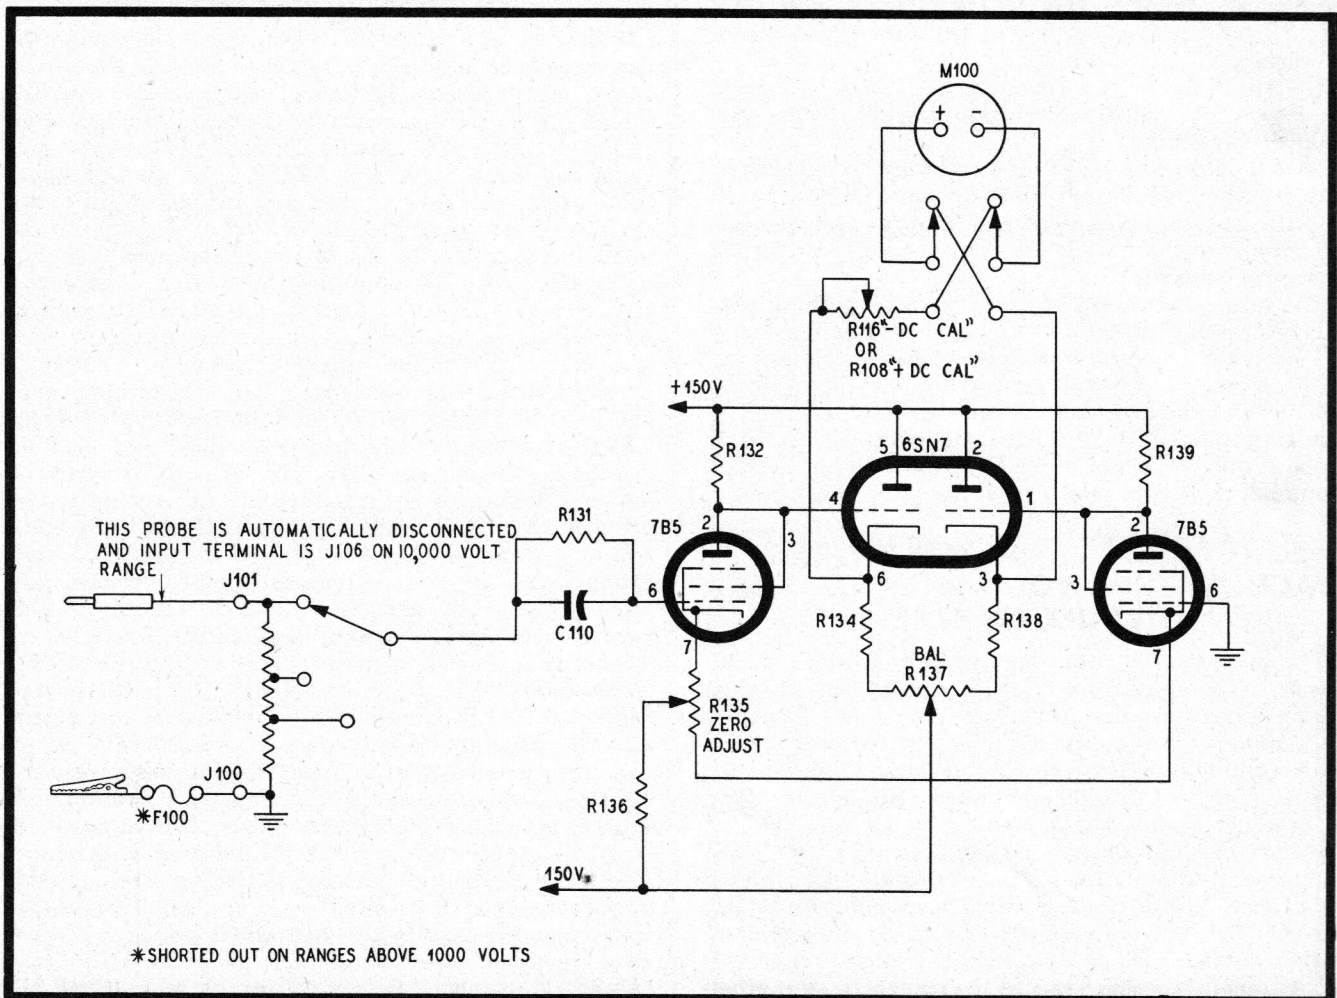 M100
+ -
R116 "- DC CAL"
OR
R108 "+ DC CAL"
+150V
R132
5 6SN7 2
R139
4
1
THIS PROBE IS AUTOMATICALLY DISCONNECTED
AND INPUT TERMINAL IS J106 ON 10,000 VOLT
RANGE
R131
7B5
2
3
2
7B5
J101
6
C110
6
3
3
6
R134
R138
7
7
BAL
R137
R135
ZERO
ADJUST
J100
*F100
R136
150V
*SHORTED OUT ON RANGES ABOVE 1000 VOLTS